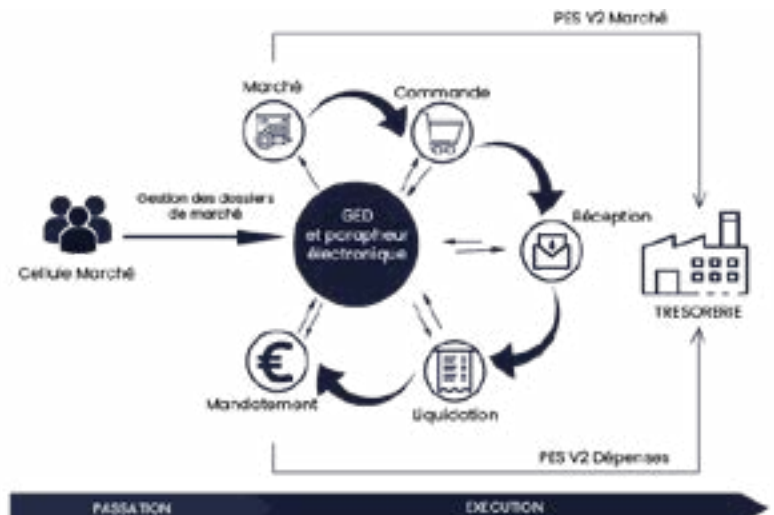 PES V2 Marché
Marché
Commande
Gestion des dossiers
de marché
GED
et parapheur
électronique
Réception
Cellule Marché
TRESORERIE
Mandatement
Liquidation
PES V2 Dépenses
PASSATION
EXECUTION